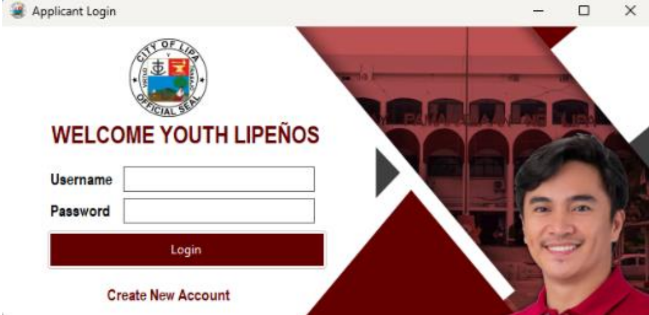 Applicant Login
CITY OF LIPA
OFFICIAL SEAL
WELCOME YOUTH LIPEÑOS
Username
Password
Login
Create New Account